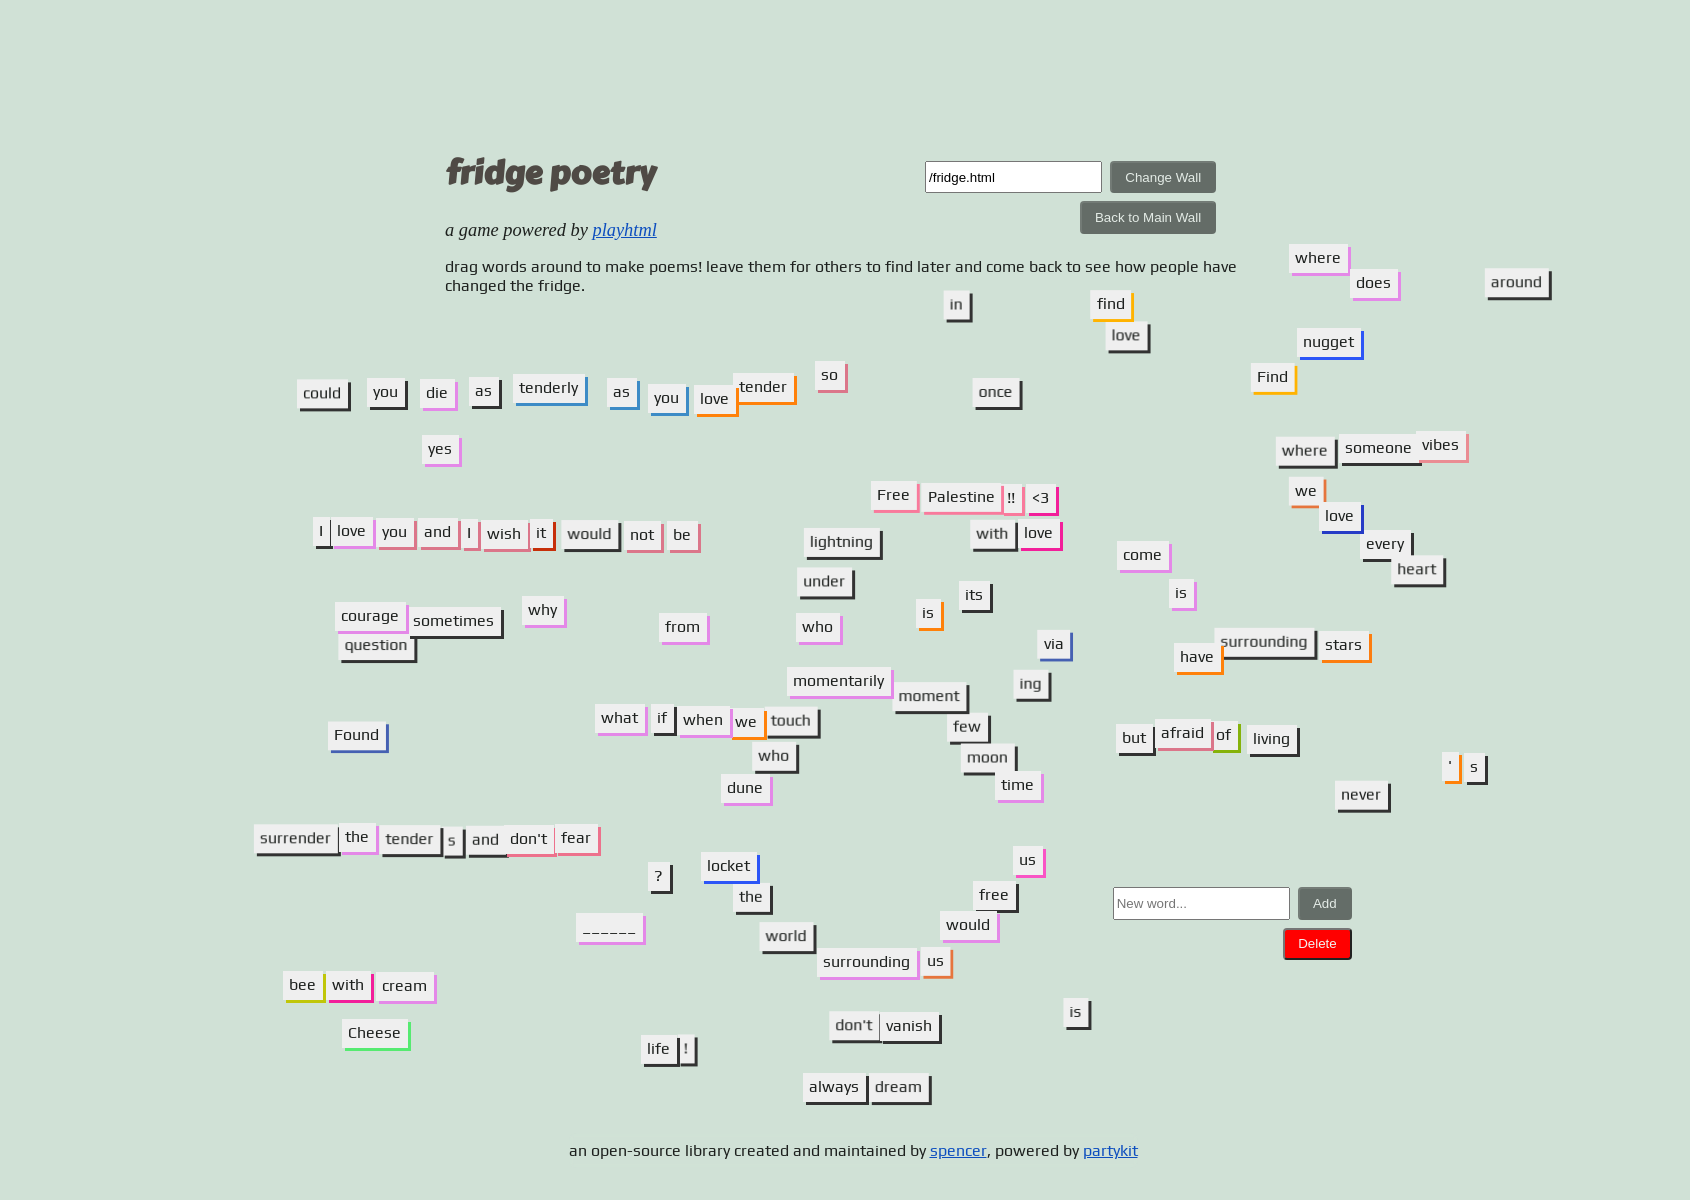 fridge poetry
/fridge.html
Change Wall
Back to Main Wall
a game powered by playhtml
drag words around to make poems! leave them for others to find later and come back to see how people have
changed the fridge.
where
does
around
in
find
love
nugget
Find
so
could you die as tenderly as you love tender
once
yes
where someone vibes
we
love
every
heart
Free Palestine !! <3
with love
I love you and I wish it would not be
lightning
under
come
is
its
is
courage sometimes
question
why
from
who
via
surrounding stars
have
ing
momentarily
moment
what if when we touch
few
who
moon
dune
time
Found
but afraid of living
' s
never
surrender the tender s and don't fear
us
locket
?
the
free
would
______
world
surrounding us
New word...
Add
Delete
bee with cream
Cheese
is
don't vanish
life !
always dream
an open-source library created and maintained by spencer, powered by partykit